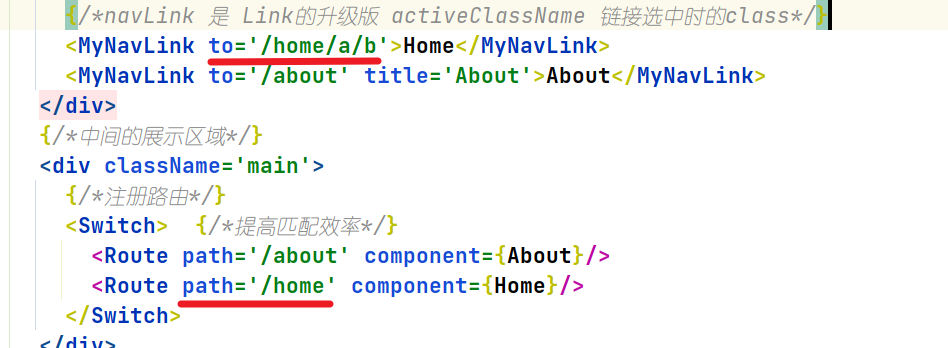 {/*navLink 是 Link的升级版 activeClassName 链接选中时的class*/}
<MyNavLink to='/home/a/b'>Home</MyNavLink>
<MyNavLink to='/about' title='About'>About</MyNavLink>
</div>
{/*中间的展示区域*/}
<div className='main'>
{/*注册路由*/}
<Switch> {/*提高匹配效率*/}
<Route path='/about' component={About}/>
<Route path='/home' component={Home}/>
</Switch>
</div>